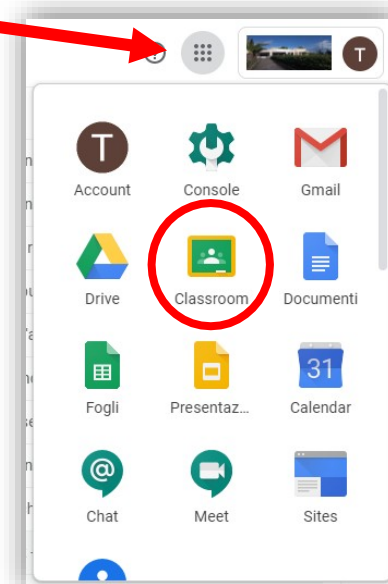 T
T
Account Console Gmail
Drive Classroom Documenti
31
Fogli Presentaz... Calendar
@
Chat Meet Sites